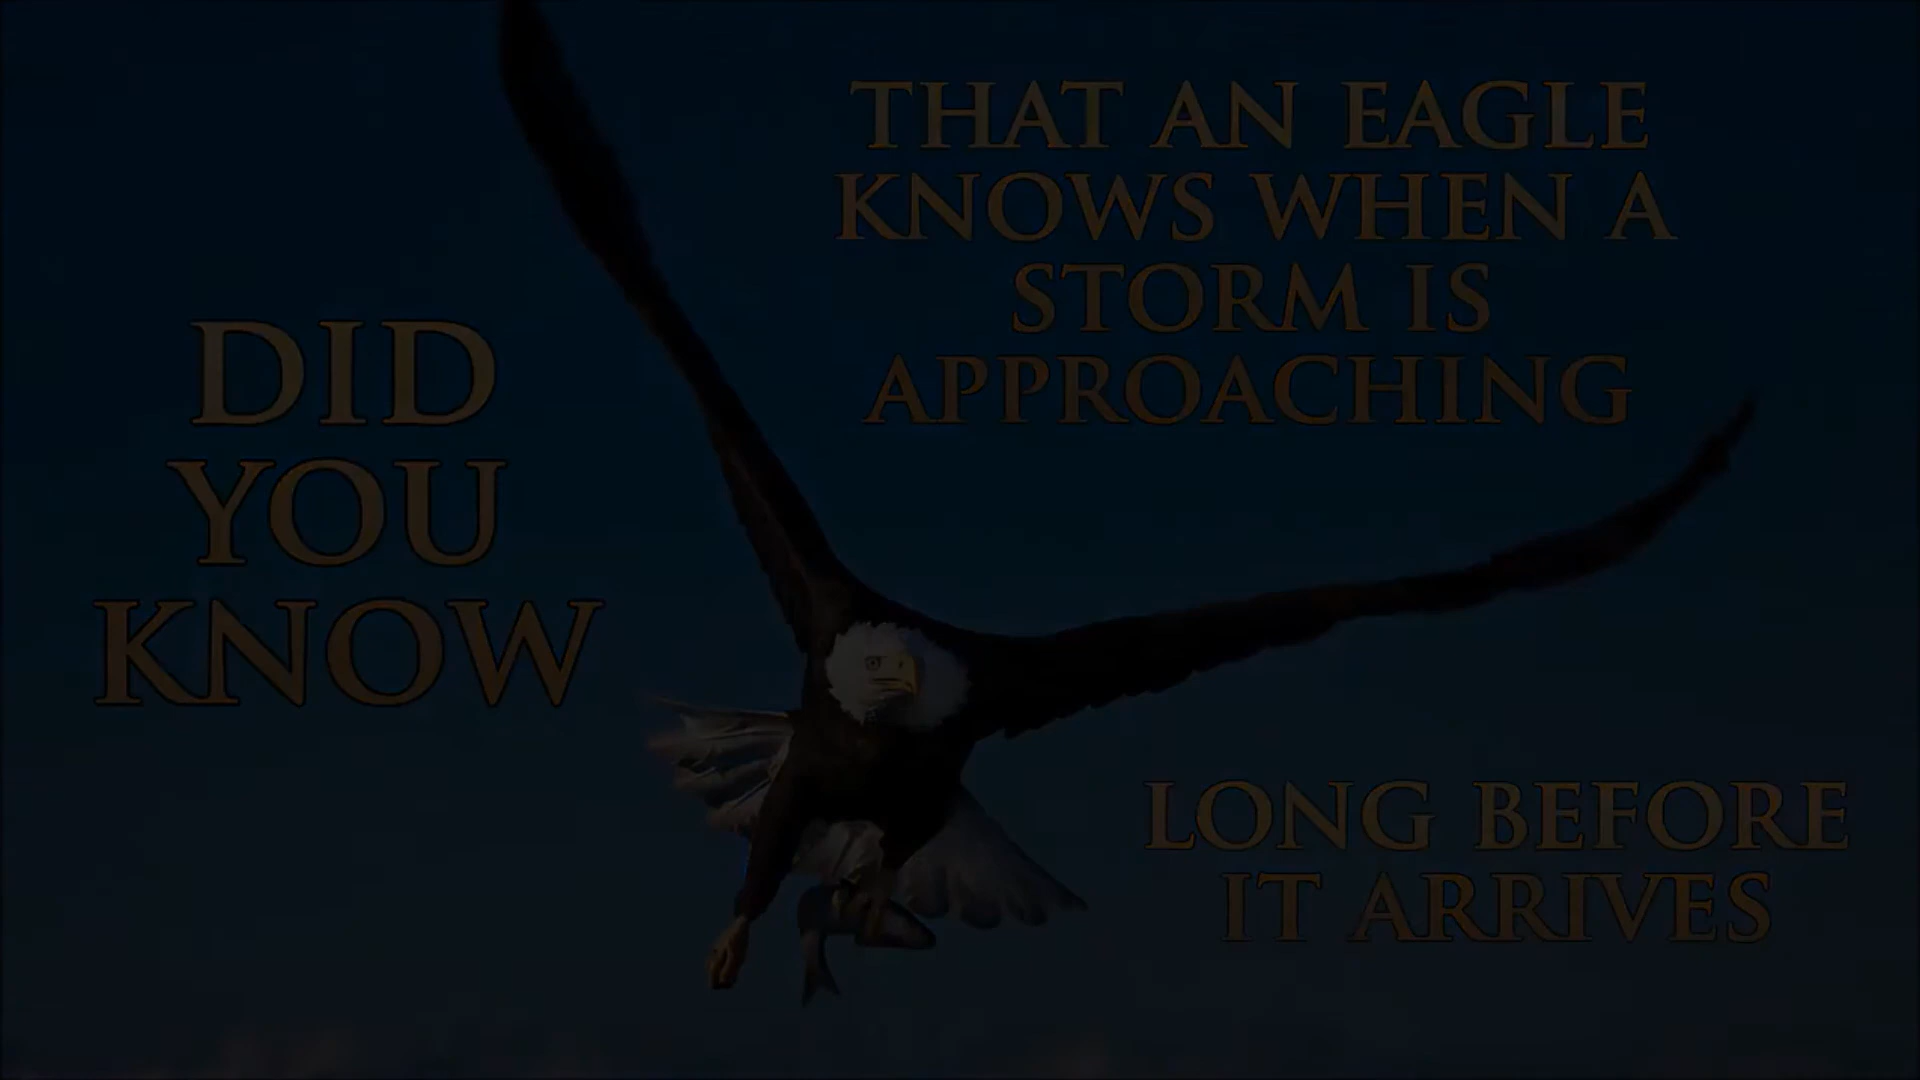 DID
YOU
KNOW
THAT AN EAGLE
KNOWS WHEN A
STORM IS
APPROACHING
LONG BEFORE
IT ARRIVES